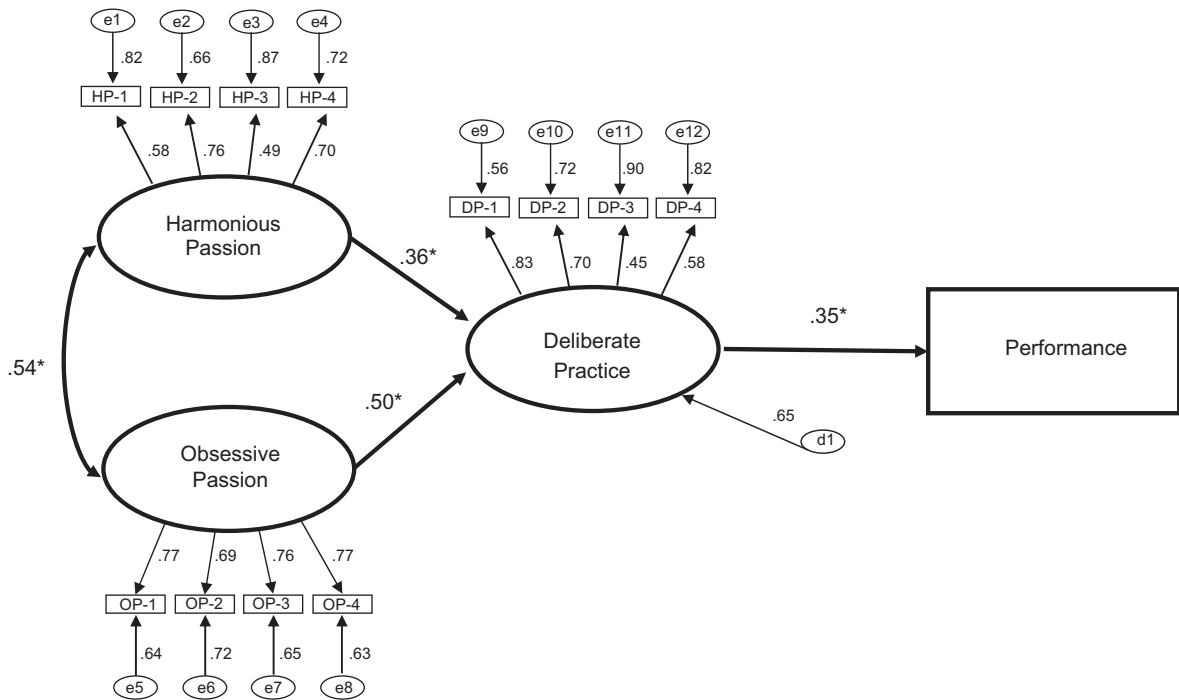 e1 e2 e3 e4
.82 .66 .87 .72
HP-1 HP-2 HP-3 HP-4
.58 .76 .49 .70
Harmonious
Passion
e9 e10 e11 e12
.56 .72 .90 .82
DP-1 DP-2 DP-3 DP-4
.83 .70 .45 .58
.36*
.54*
Deliberate
Practice
.35*
Performance
.50*
.65
d1
Obsessive
Passion
.77 .69 .76 .77
OP-1 OP-2 OP-3 OP-4
.64 .72 .65 .63
e5 e6 e7 e8